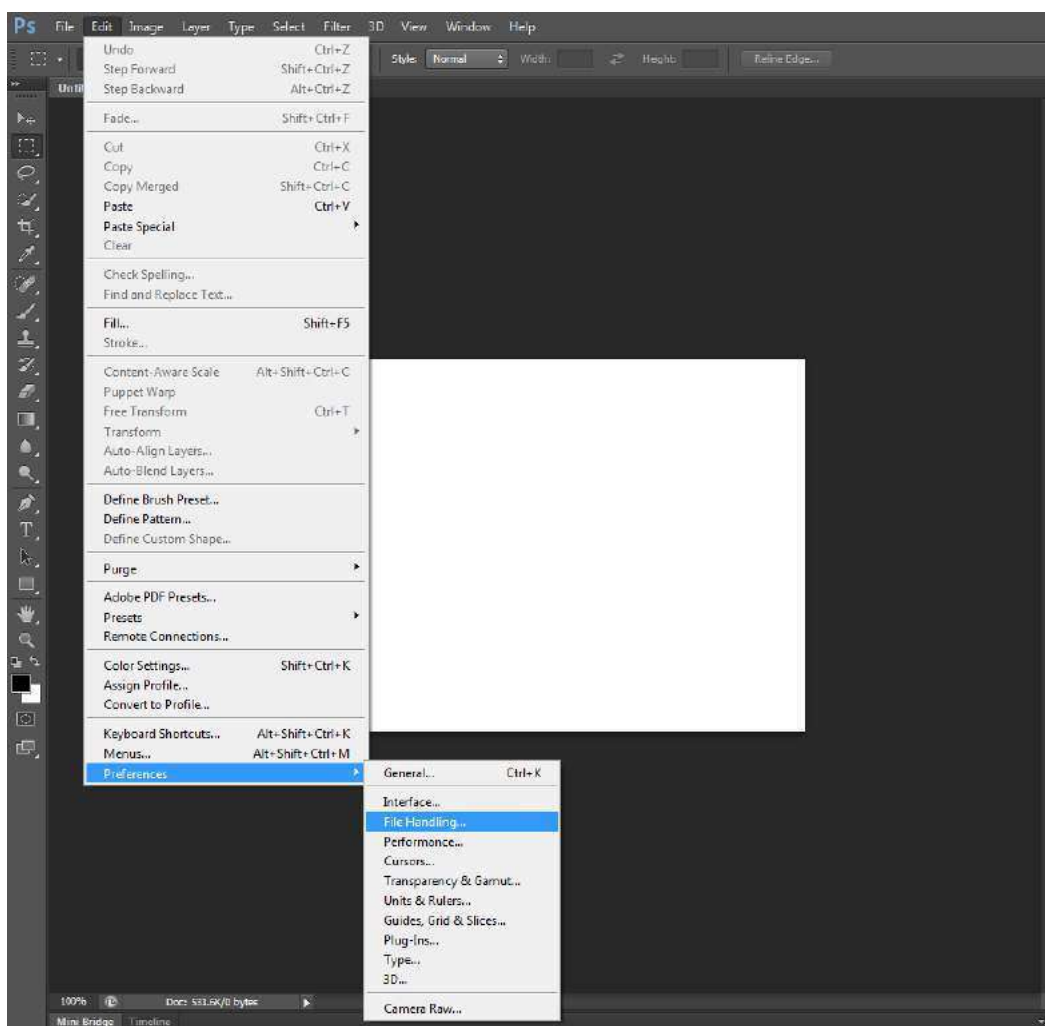 Ps File Edit Image Layer Type Select Filter 3D View Window Help
Style: Normal Width: Height: Refine Edge...
Undo Ctrl+Z
Step Forward Shift+Ctrl+Z
Step Backward Alt+Ctrl+Z
Fade... Shift+Ctrl+F
Cut Ctrl+X
Copy Ctrl+C
Copy Merged Shift+Ctrl+C
Paste Ctrl+V
Paste Special
Clear
Check Spelling...
Find and Replace Text...
Fill... Shift+F5
Stroke...
Content-Aware Scale Alt+Shift+Ctrl+C
Puppet Warp
Free Transform Ctrl+T
Transform
Auto-Align Layers...
Auto-Blend Layers...
Define Brush Preset...
Define Pattern...
Define Custom Shape...
Purge
Adobe PDF Presets...
Presets
Remote Connections...
Color Settings... Shift+Ctrl+K
Assign Profile...
Convert to Profile...
Keyboard Shortcuts... Alt+Shift+Ctrl+K
Menus... Alt+Shift+Ctrl+M
Preferences
General... Ctrl+K
Interface...
File Handling...
Performance...
Cursors...
Transparency & Gamut...
Units & Rulers...
Guides, Grid & Slices...
Plug-Ins...
Type...
3D...
Camera Raw...
100% Doc: 531.6K/0 bytes
Mini Bridge Timeline